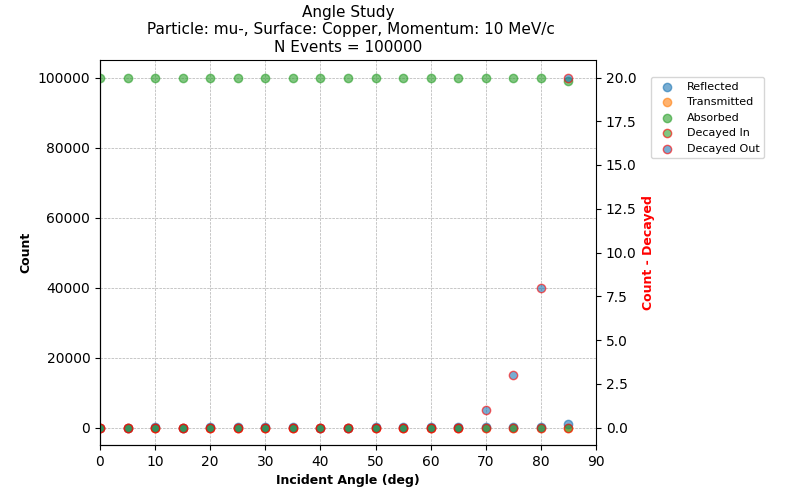 Angle Study
Particle: mu-, Surface: Copper, Momentum: 10 MeV/c
N Events = 100000
100000
80000
60000
40000
20000
0
Count
0 10 20 30 40 50 60 70 80 90
Incident Angle (deg)
20.0
17.5
15.0
12.5
10.0
7.5
5.0
2.5
0.0
Count - Decayed
Reflected
Transmitted
Absorbed
Decayed In
Decayed Out